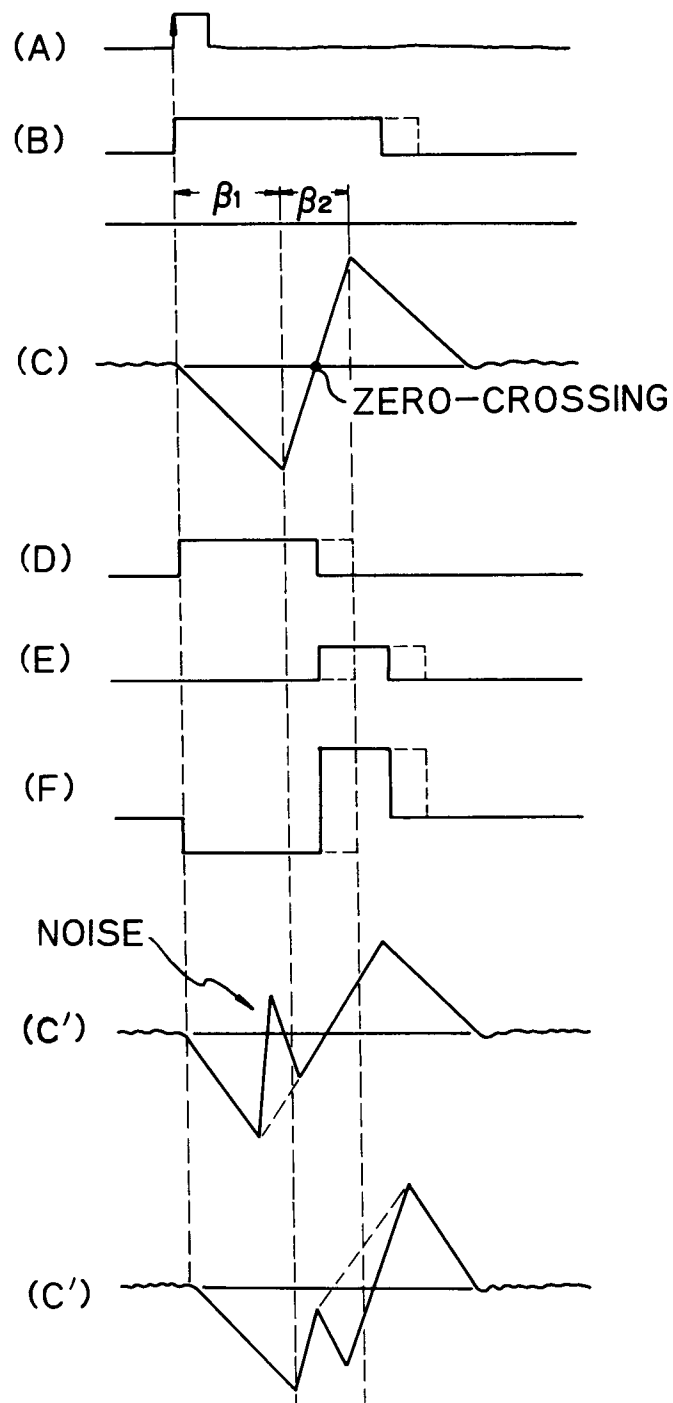 (A)
(B)
β1 β2
(C)
ZERO-CROSSING
(D)
(E)
(F)
NOISE
(C')
(C')